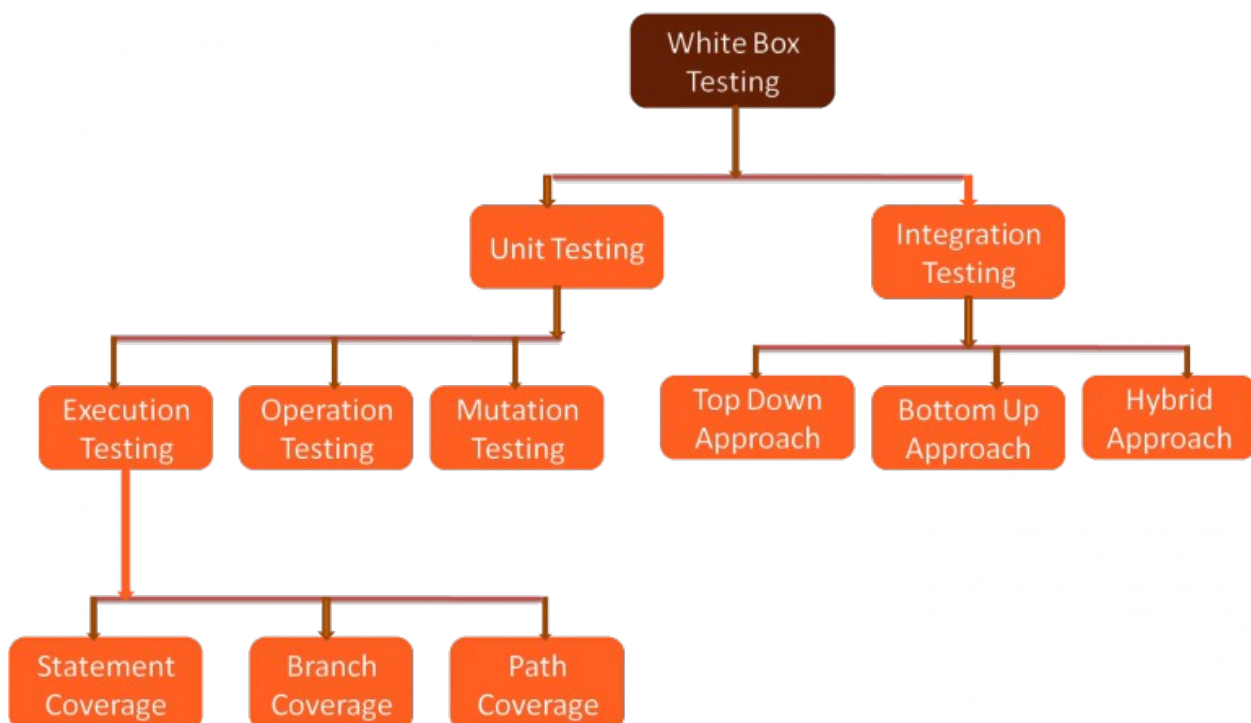 White Box
Testing
Unit Testing
Integration
Testing
Execution
Testing
Operation
Testing
Mutation
Testing
Top Down
Approach
Bottom Up
Approach
Hybrid
Approach
Statement
Coverage
Branch
Coverage
Path
Coverage